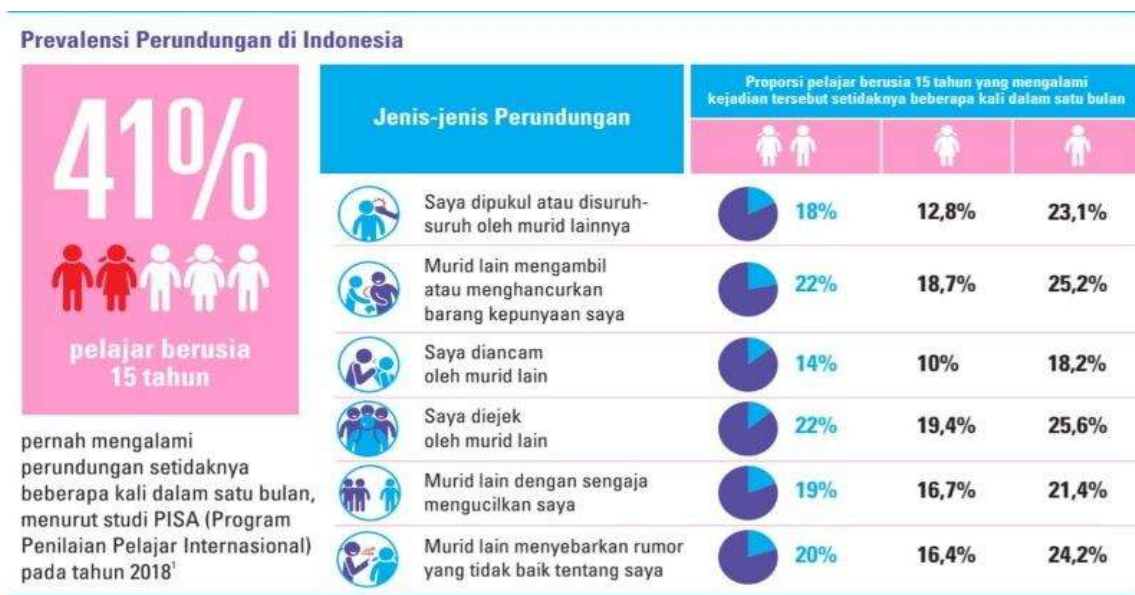 Prevalensi Perundungan di Indonesia
41%
pelajar berusia
15 tahun
pernah mengalami
perundungan setidaknya
beberapa kali dalam satu bulan,
menurut studi PISA (Program
Penilaian Pelajar Internasional)
pada tahun 2018¹
Jenis-jenis Perundungan
Proporsi pelajar berusia 15 tahun yang mengalami
kejadian tersebut setidaknya beberapa kali dalam satu bulan
Saya dipukul atau disuruh-
suruh oleh murid lainnya
18% 12,8% 23,1%
Murid lain mengambil
atau menghancurkan
barang kepunyaan saya
22% 18,7% 25,2%
Saya diancam
oleh murid lain
14% 10% 18,2%
Saya diejek
oleh murid lain
22% 19,4% 25,6%
Murid lain dengan sengaja
mengucilkan saya
19% 16,7% 21,4%
Murid lain menyebarkan rumor
yang tidak baik tentang saya
20% 16,4% 24,2%